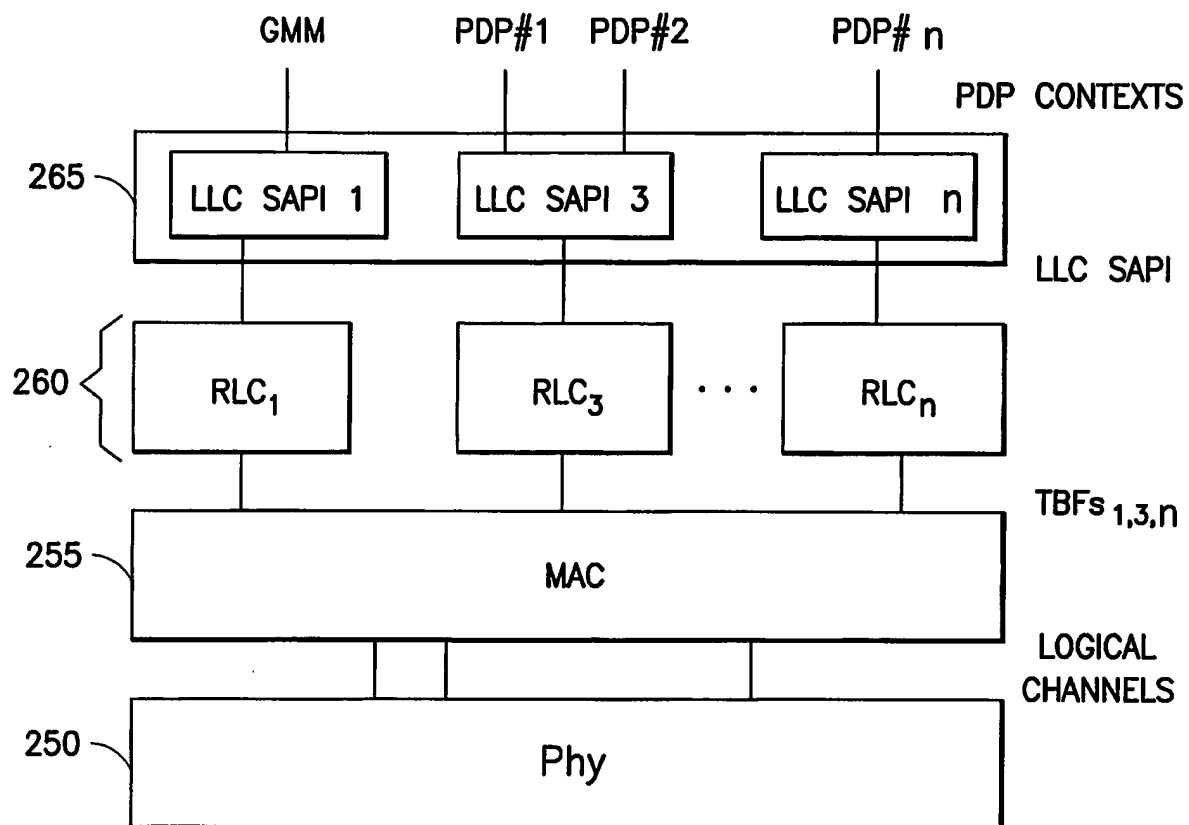 GMM PDP#1 PDP#2 PDP# n
PDP CONTEXTS
265
LLC SAPI 1 LLC SAPI 3 LLC SAPI n
LLC SAPI
260
RLC1 RLC3 ... RLCn
TBFs 1,3,n
255
MAC
LOGICAL
CHANNELS
250
Phy